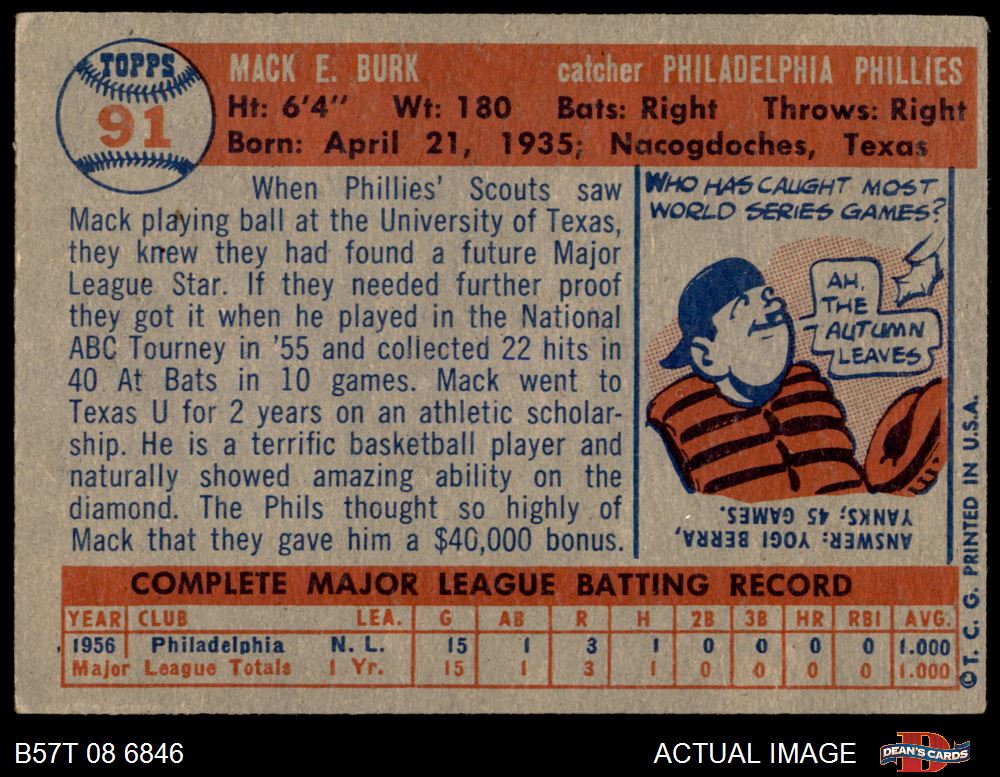 TOPPS
91
MACK E. BURK catcher PHILADELPHIA PHILLIES
Ht: 6'4" Wt: 180 Bats: Right Throws: Right
Born: April 21, 1935; Nacogdoches, Texas
When Phillies' Scouts saw
Mack playing ball at the University of Texas,
they knew they had found a future Major
League Star. If they needed further proof
they got it when he played in the National
ABC Tourney in '55 and collected 22 hits in
40 At Bats in 10 games. Mack went to
Texas U for 2 years on an athletic scholar-
ship. He is a terrific basketball player and
naturally showed amazing ability on the
diamond. The Phils thought so highly of
Mack that they gave him a $40,000 bonus.
WHO HAS CAUGHT MOST
WORLD SERIES GAMES?
AH,
THE
AUTUMN
LEAVES
ANSWER: YOGI BERRA,
YANKS; 45 GAMES.
COMPLETE MAJOR LEAGUE BATTING RECORD
YEAR CLUB LEA. G AB R H 2B 3B HR RBI AVG.
1956 Philadelphia N. L. 15 1 3 1 0 0 0 0 1.000
Major League Totals 1 Yr. 15 1 3 1 0 0 0 0 1.000
© T. C. G. PRINTED IN U.S.A.
B57T 08 6846
ACTUAL IMAGE
D
DEAN'S CARDS